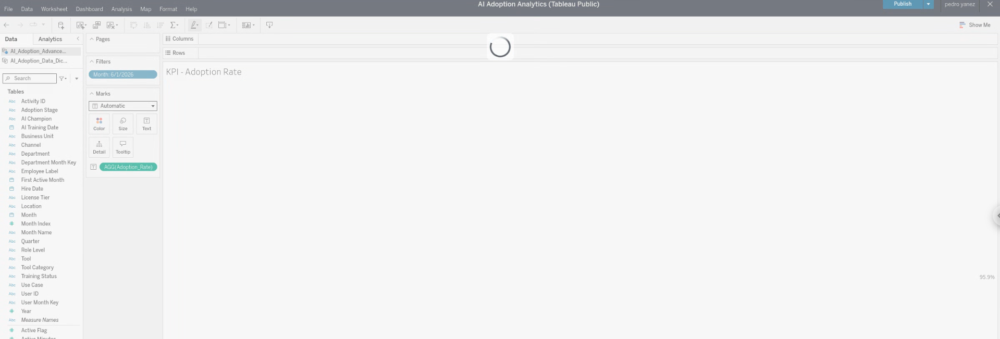 AI Adoption Analytics (Tableau Public)
File Data Worksheet Dashboard Analysis Map Format Help
Publish
pedro yanez
Show Me
Data Analytics
AI_Adoption_Advance...
AI_Adoption_Data_Dic...
Search
Tables
Abc Activity ID
Abc Adoption Stage
Abc AI Champion
AI Training Date
Abc Business Unit
Abc Channel
Abc Department
Abc Department Month Key
Abc Employee Label
First Active Month
Hire Date
Abc License Tier
Abc Location
Month
# Month Index
Abc Month Name
Abc Quarter
Abc Role Level
Abc Tool
Abc Tool Category
Abc Training Status
Abc Use Case
Abc User ID
Abc User Month Key
# Year
Abc Measure Names
# Active Flag
# Active Minutes
Pages
Filters
Month: 6/1/2026
Marks
Automatic
Color Size Text
Detail Tooltip
AGG(Adoption_Rate)
Columns
Rows
KPI - Adoption Rate
95.9%